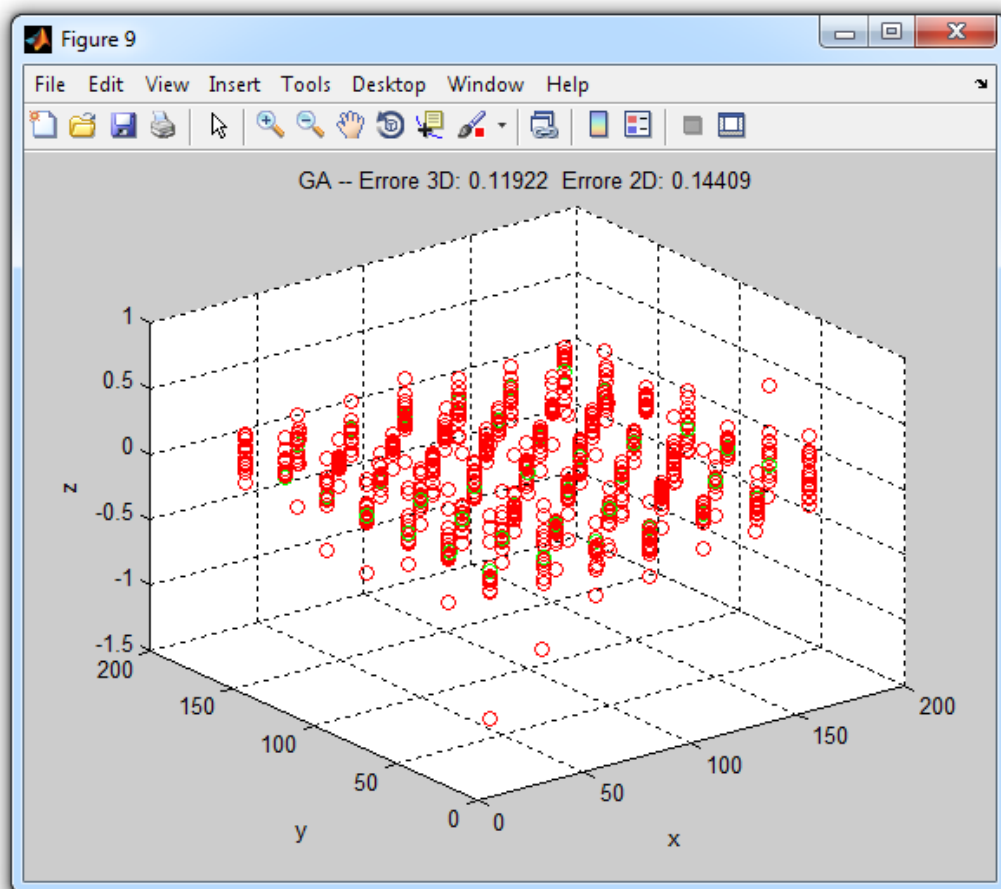 Figure 9
File Edit View Insert Tools Desktop Window Help
GA -- Errore 3D: 0.11922 Errore 2D: 0.14409
1
0.5
0
-0.5
-1
-1.5
z
200
150
100
50
0
y
0
50
100
150
200
x